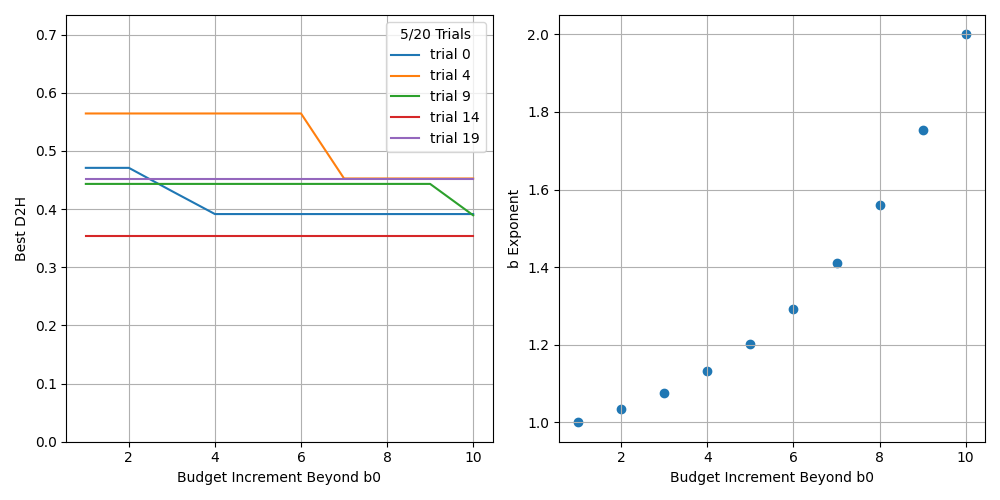 0.7
0.6
0.5
0.4
0.3
0.2
0.1
0.0
Best D2H
2 4 6 8 10
Budget Increment Beyond b0
5/20 Trials
trial 0
trial 4
trial 9
trial 14
trial 19
2.0
1.8
1.6
1.4
1.2
1.0
b Exponent
2 4 6 8 10
Budget Increment Beyond b0